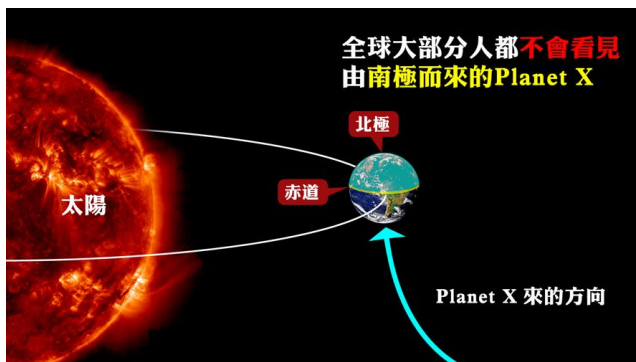 全球大部分人都不會看見
由南極而來的Planet X
北極
赤道
太陽
Planet X 來的方向